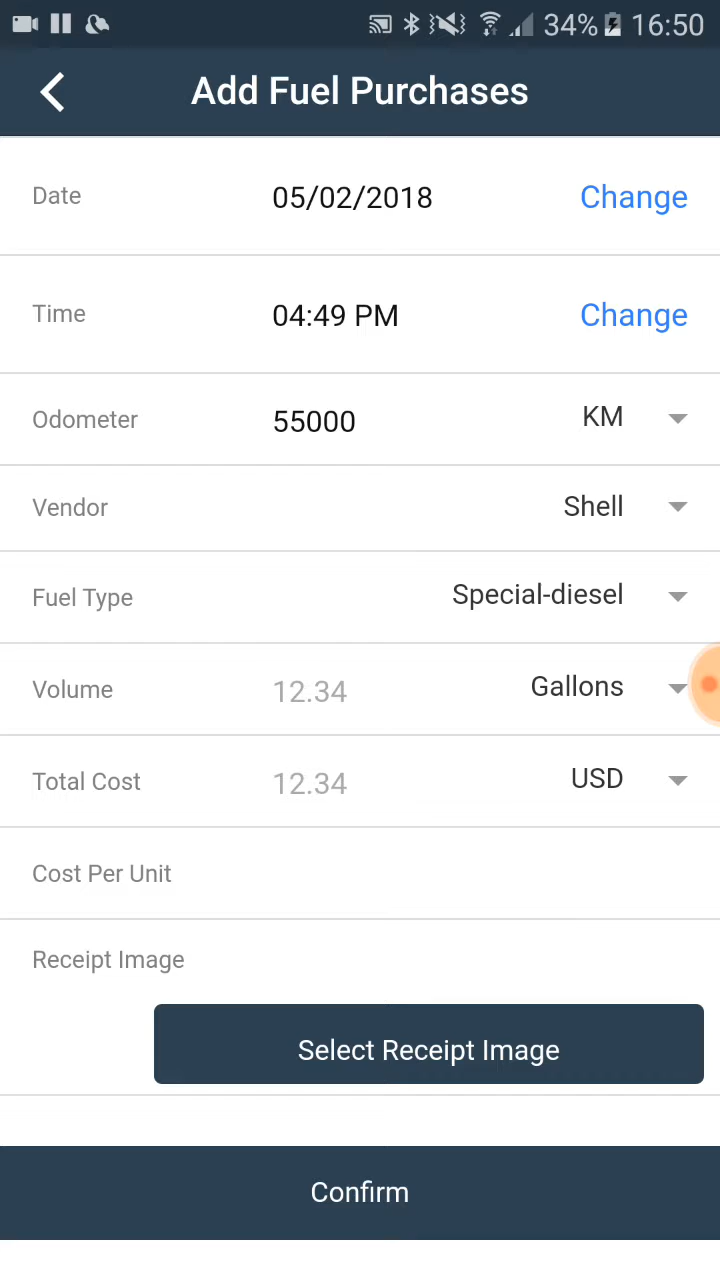 34% 16:50
Add Fuel Purchases
Date 05/02/2018 Change
Time 04:49 PM Change
Odometer 55000 KM
Vendor Shell
Fuel Type Special-diesel
Volume 12.34 Gallons
Total Cost 12.34 USD
Cost Per Unit
Receipt Image
Select Receipt Image
Confirm